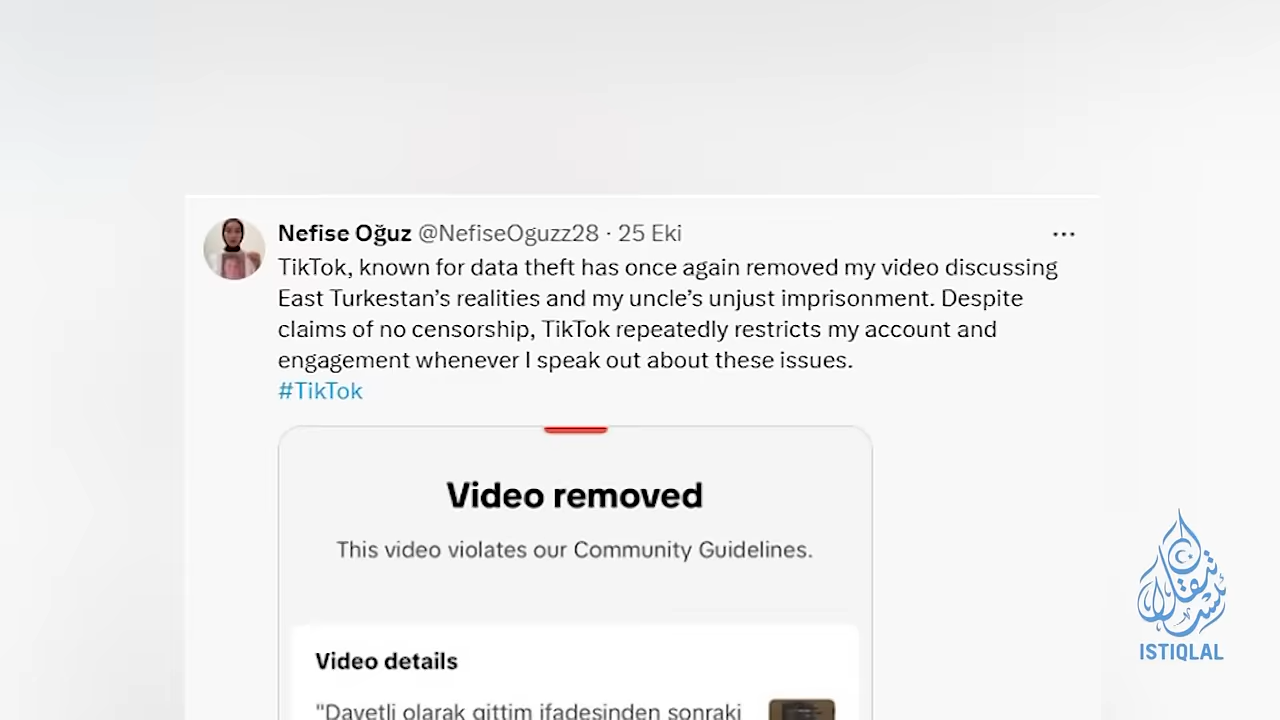 Nefise Oğuz @NefiseOguzz28 · 25 Eki
TikTok, known for data theft has once again removed my video discussing
East Turkestan’s realities and my uncle’s unjust imprisonment. Despite
claims of no censorship, TikTok repeatedly restricts my account and
engagement whenever I speak out about these issues.
#TikTok
Video removed
This video violates our Community Guidelines.
Video details
"Davetli olarak gittim ifadesinden sonraki
ISTIQLAL